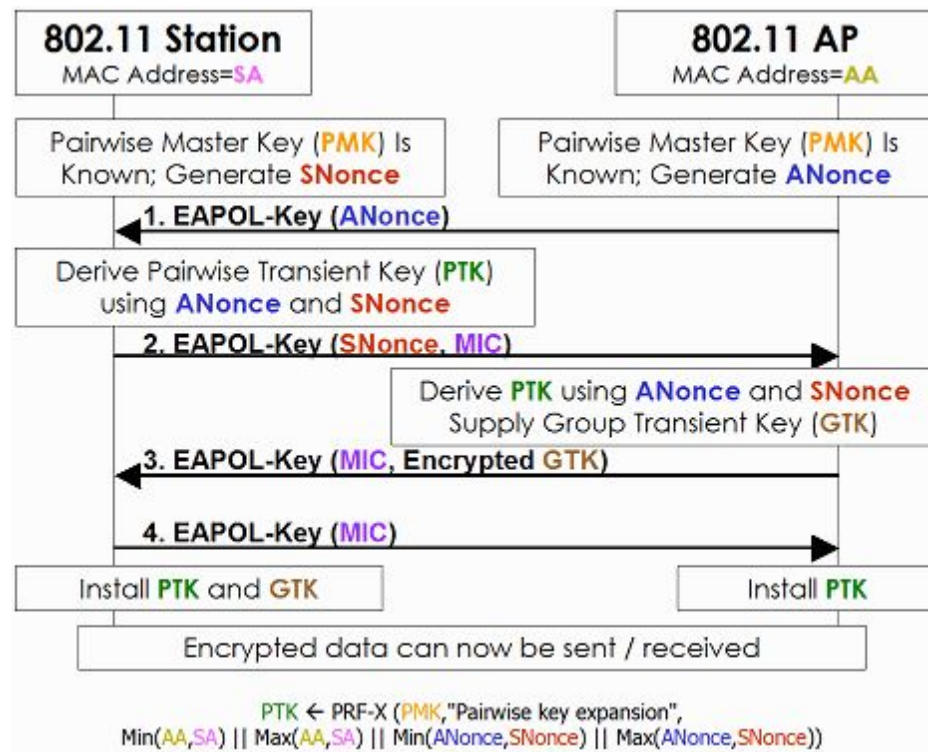 802.11 Station
MAC Address=SA
802.11 AP
MAC Address=AA
Pairwise Master Key (PMK) Is
Known; Generate SNonce
Pairwise Master Key (PMK) Is
Known; Generate ANonce
1. EAPOL-Key (ANonce)
Derive Pairwise Transient Key (PTK)
using ANonce and SNonce
2. EAPOL-Key (SNonce, MIC)
Derive PTK using ANonce and SNonce
Supply Group Transient Key (GTK)
3. EAPOL-Key (MIC, Encrypted GTK)
4. EAPOL-Key (MIC)
Install PTK and GTK
Install PTK
Encrypted data can now be sent / received
PTK ← PRF-X (PMK,"Pairwise key expansion",
Min(AA,SA) || Max(AA,SA) || Min(ANonce,SNonce) || Max(ANonce,SNonce))